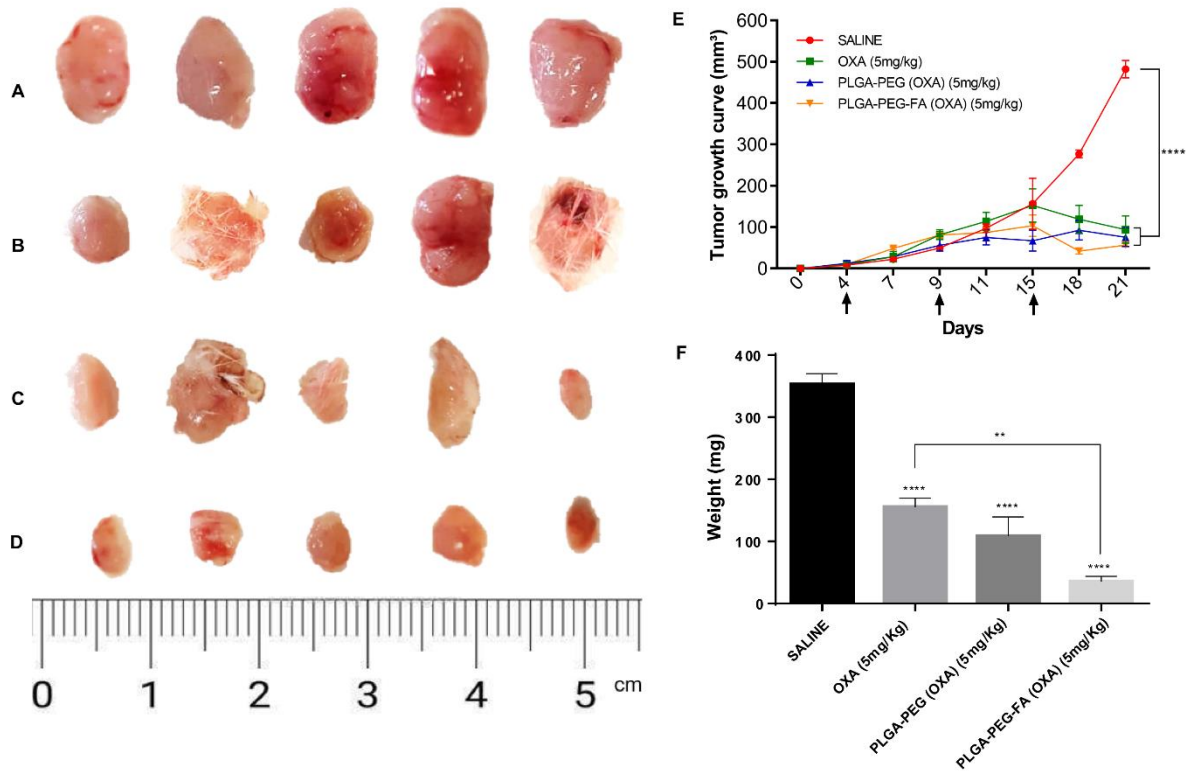 A
B
C
D
0 1 2 3 4 5 cm
E
Tumor growth curve (mm³)
600
500
400
300
200
100
0
SALINE
OXA (5mg/kg)
PLGA-PEG (OXA) (5mg/kg)
PLGA-PEG-FA (OXA) (5mg/kg)
****
0 4 7 9 11 15 18 21
Days
F
Weight (mg)
400
300
200
100
0
**
****
****
****
SALINE
OXA (5mg/Kg)
PLGA-PEG (OXA) (5mg/Kg)
PLGA-PEG-FA (OXA) (5mg/Kg)